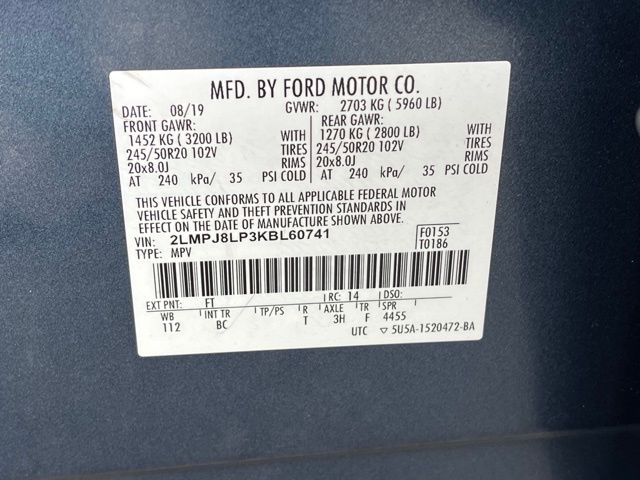 MFD. BY FORD MOTOR CO.
DATE: 08/19 GVWR: 2703 KG ( 5960 LB)
FRONT GAWR: REAR GAWR:
1452 KG ( 3200 LB) WITH 1270 KG ( 2800 LB) WITH
245/50R20 102V TIRES 245/50R20 102V TIRES
20x8.0J RIMS 20x8.0J RIMS
AT 240 kPa/ 35 PSI COLD AT 240 kPa/ 35 PSI COLD
THIS VEHICLE CONFORMS TO ALL APPLICABLE FEDERAL MOTOR
VEHICLE SAFETY AND THEFT PREVENTION STANDARDS IN
EFFECT ON THE DATE OF MANUFACTURE SHOWN ABOVE.
VIN: 2LMPJ8LP3KBL60741 F0153
TYPE: MPV T0186
EXT PNT: FT RC: 14 DSO:
WB INT TR TP/PS R AXLE TR SPR
112 BC T 3H F 4455
UTC ▽ 5U5A-1520472-BA